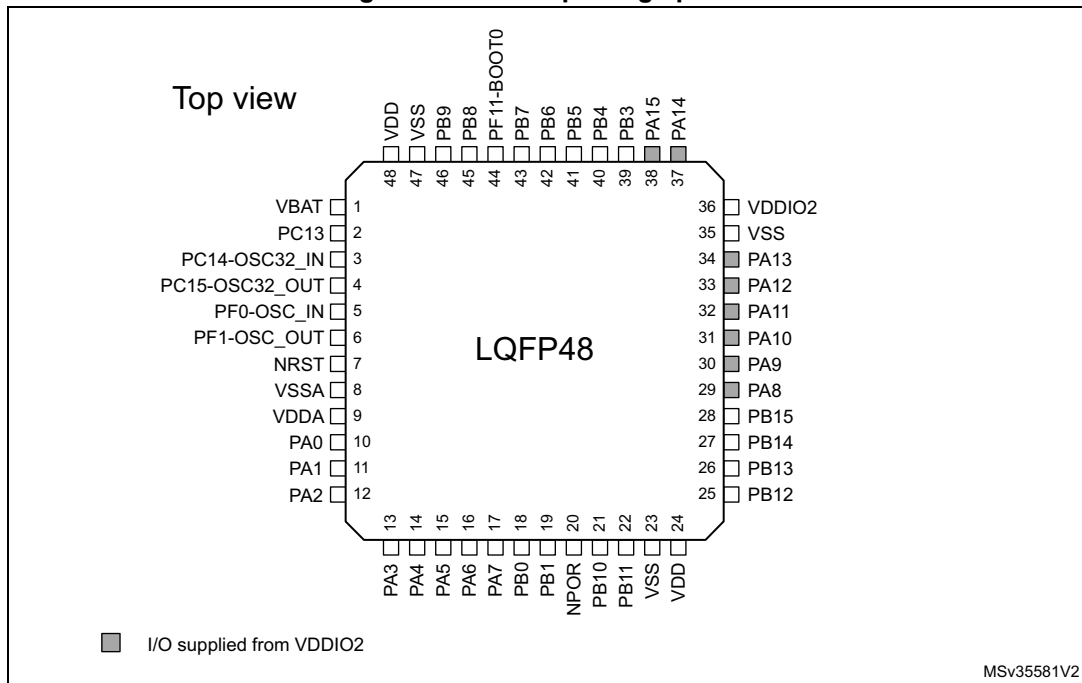 Top view
48 VDD
47 VSS
46 PB9
45 PB8
44 PF11-BOOT0
43 PB7
42 PB6
41 PB5
40 PB4
39 PB3
38 PA15
37 PA14
VBAT 1
PC13 2
PC14-OSC32_IN 3
PC15-OSC32_OUT 4
PF0-OSC_IN 5
PF1-OSC_OUT 6
NRST 7
VSSA 8
VDDA 9
PA0 10
PA1 11
PA2 12
LQFP48
36 VDDIO2
35 VSS
34 PA13
33 PA12
32 PA11
31 PA10
30 PA9
29 PA8
28 PB15
27 PB14
26 PB13
25 PB12
PA3 13
PA4 14
PA5 15
PA6 16
PA7 17
PB0 18
PB1 19
NPOR 20
PB10 21
PB11 22
VSS 23
VDD 24
I/O supplied from VDDIO2
MSv35581V2